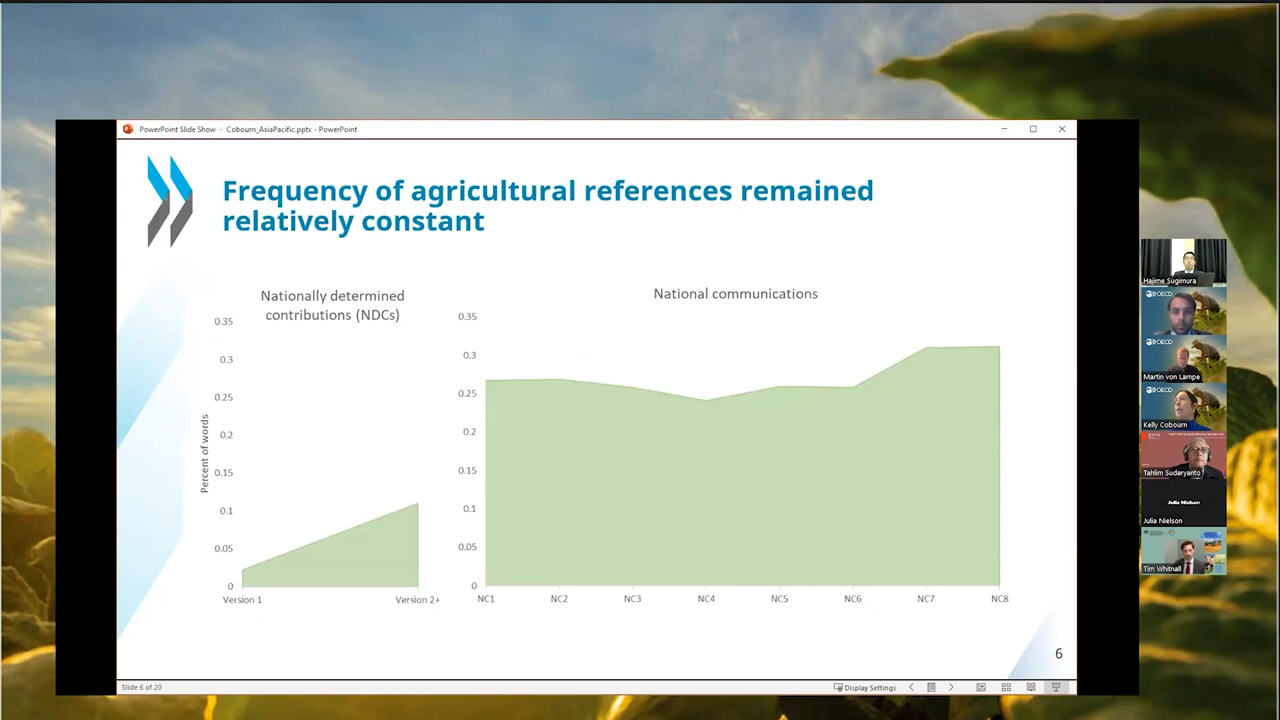 PowerPoint Slide Show - Cobourn_AsiaPacific.pptx - PowerPoint
Frequency of agricultural references remained
relatively constant
Nationally determined
contributions (NDCs)
Percent of words
0.35
0.3
0.25
0.2
0.15
0.1
0.05
0
Version 1
Version 2+
National communications
0.35
0.3
0.25
0.2
0.15
0.1
0.05
0
NC1
NC2
NC3
NC4
NC5
NC6
NC7
NC8
6
Slide 6 of 20
Display Settings
Hajime Sugimura
OECD
OECD
Martin von Lampe
OECD
Kelly Cobourn
Tahlim Sudaryanto
Julia Nielson
Julia Nielson
Tim Whitnall